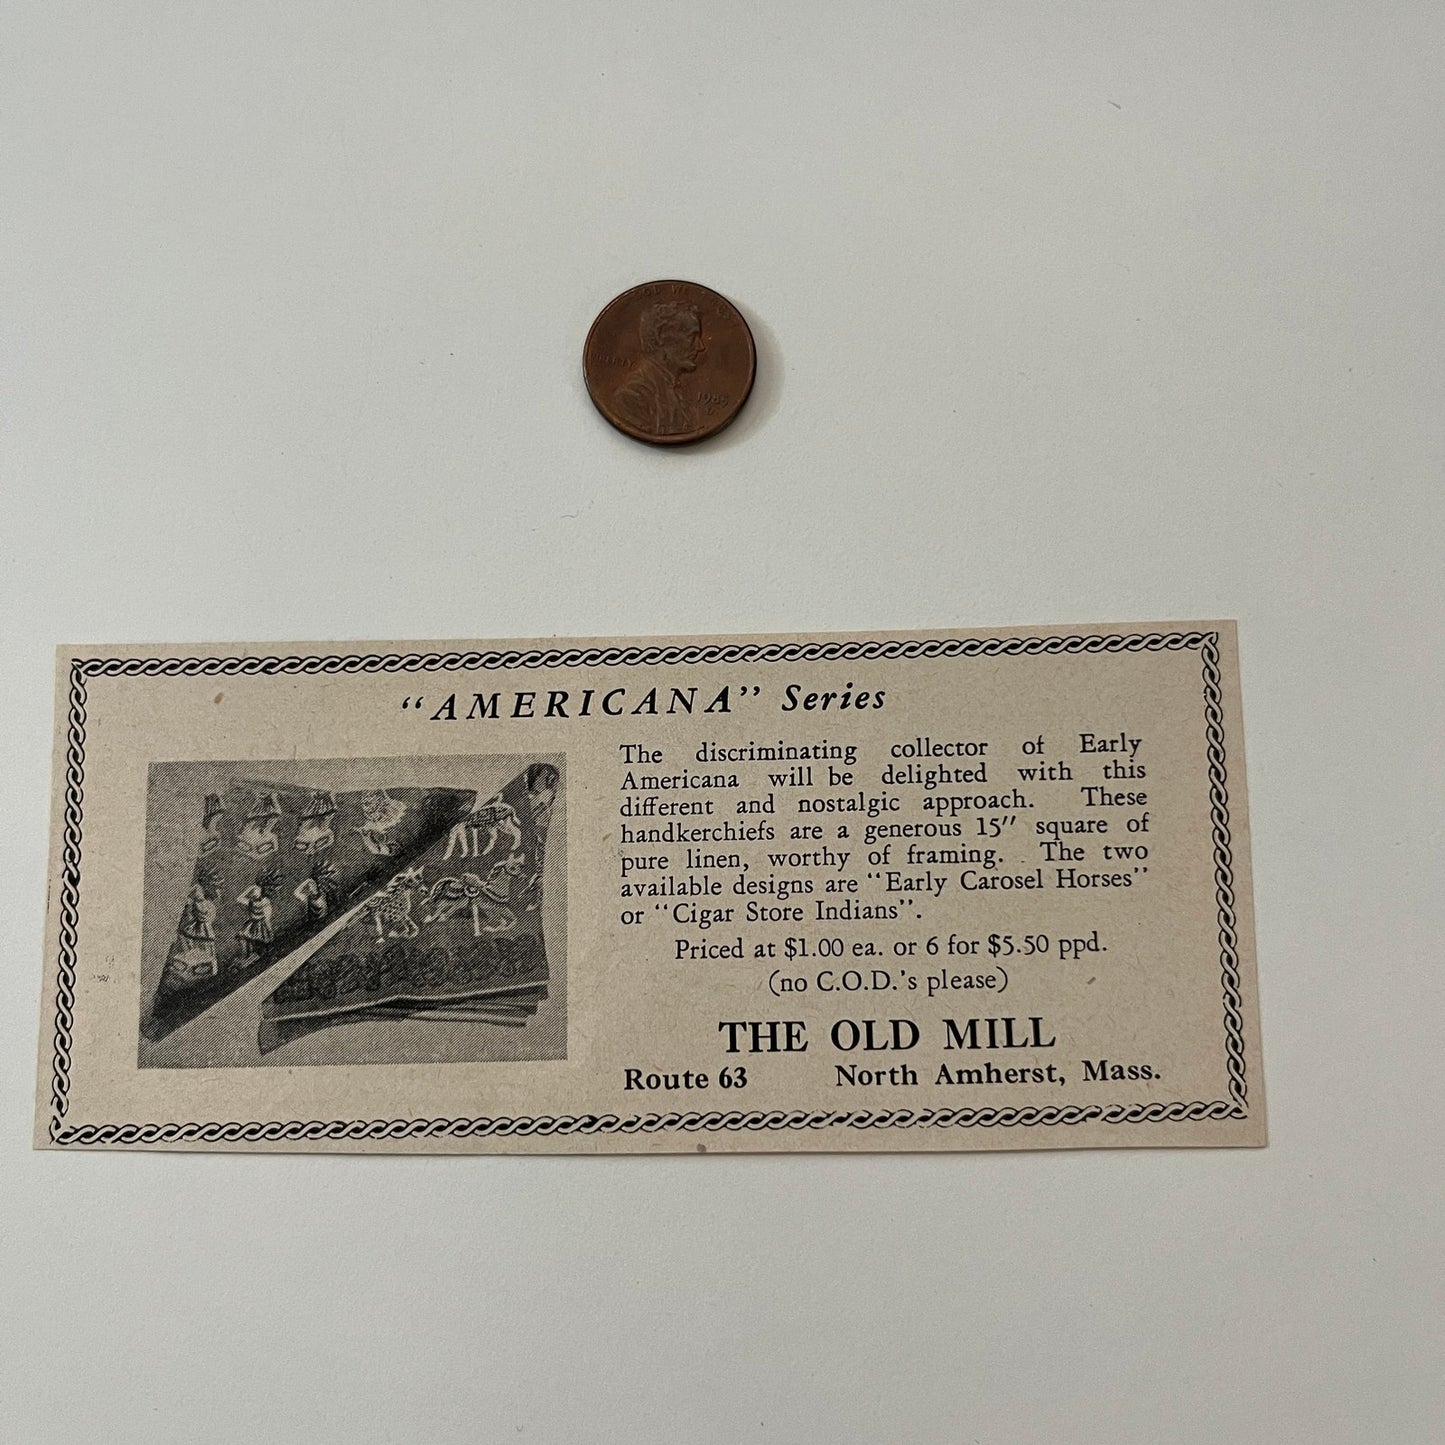 LIBERTY
“AMERICANA” Series
The discriminating collector of Early
Americana will be delighted with this
different and nostalgic approach. These
handkerchiefs are a generous 15″ square of
pure linen, worthy of framing. The two
available designs are “Early Carosel Horses”
or “Cigar Store Indians”.
Priced at $1.00 ea. or 6 for $5.50 ppd.
(no C.O.D.'s please)
THE OLD MILL
Route 63 North Amherst, Mass.